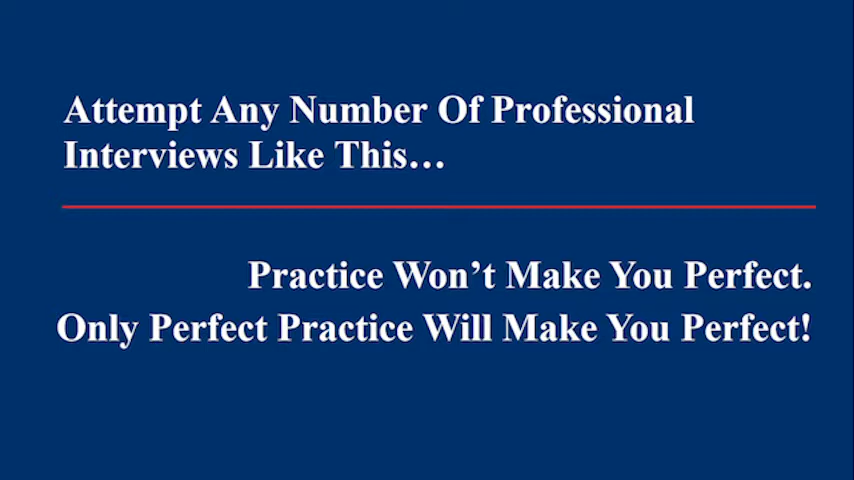 Attempt Any Number Of Professional
Interviews Like This…
Practice Won’t Make You Perfect.
Only Perfect Practice Will Make You Perfect!